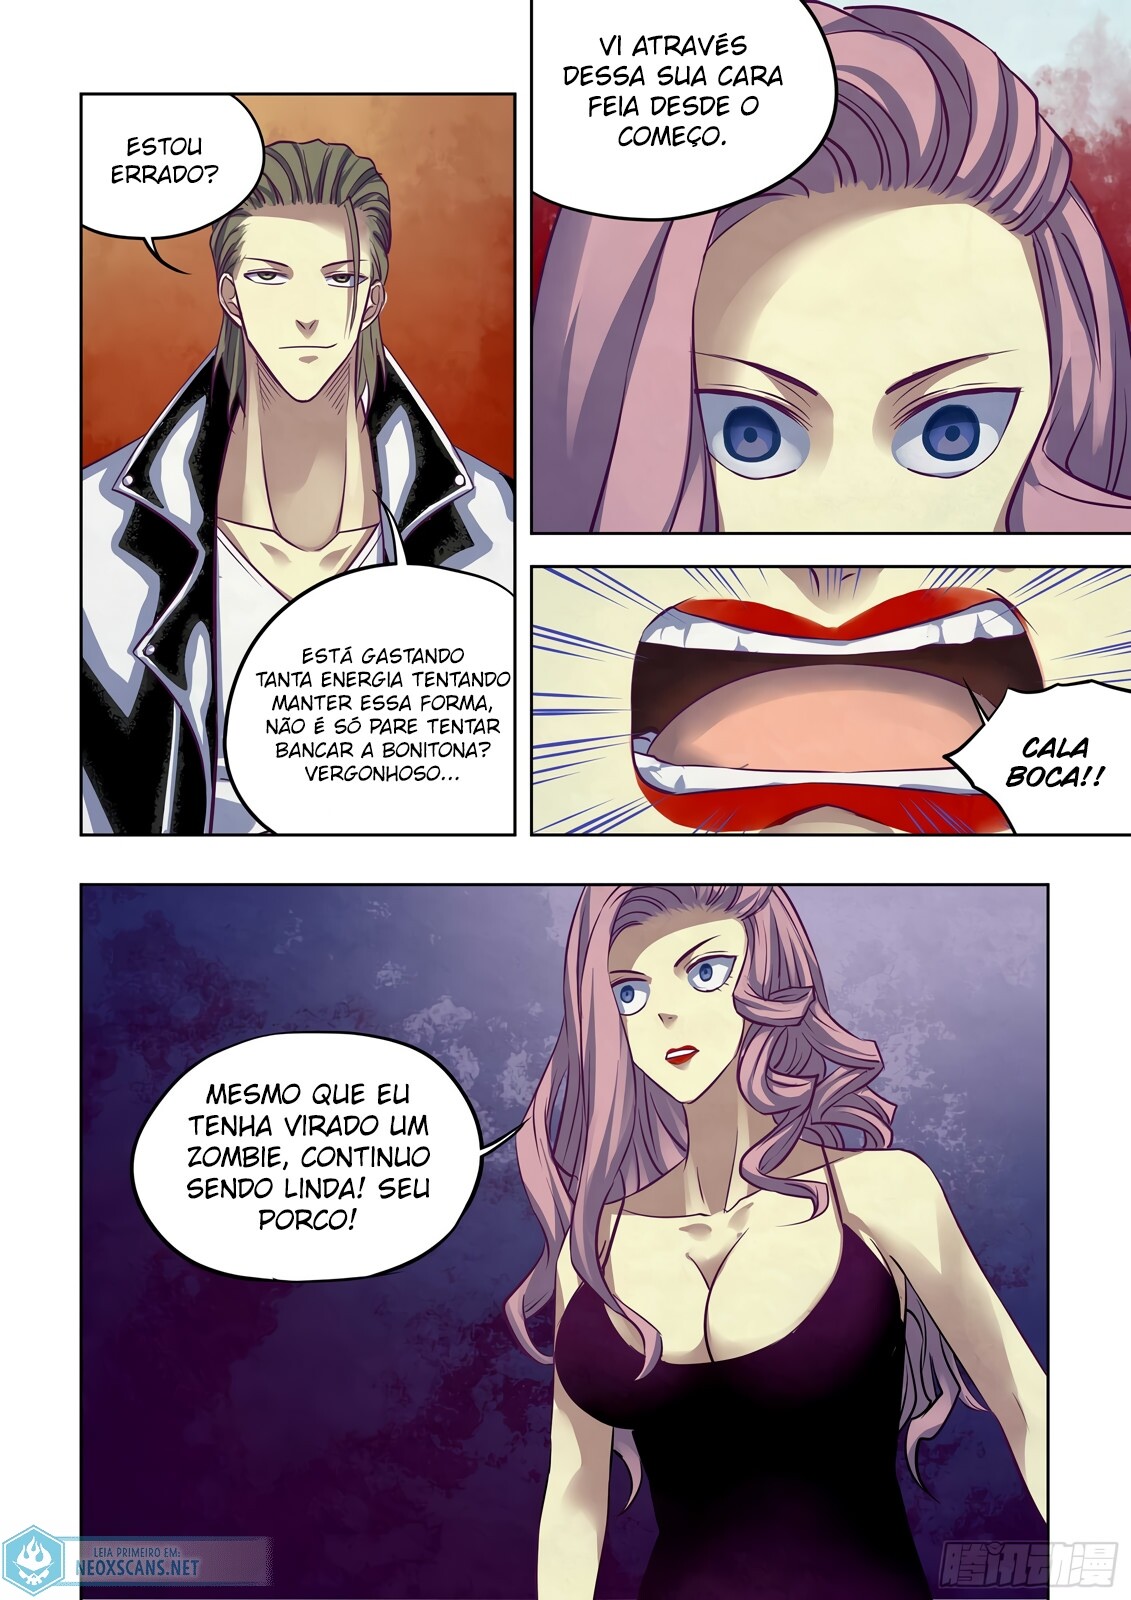 VI ATRAVÉS
DESSA SUA CARA
FEIA DESDE O
COMEÇO.
ESTOU
ERRADO?
ESTÁ GASTANDO
TANTA ENERGIA TENTANDO
MANTER ESSA FORMA,
NÃO É SÓ PARE TENTAR
BANCAR A BONITONA?
VERGONHOSO...
CALA
BOCA!!
MESMO QUE EU
TENHA VIRADO UM
ZOMBIE, CONTINUO
SENDO LINDA! SEU
PORCO!
LEIA PRIMEIRO EM:
NEOXSCANS.NET
腾讯动漫